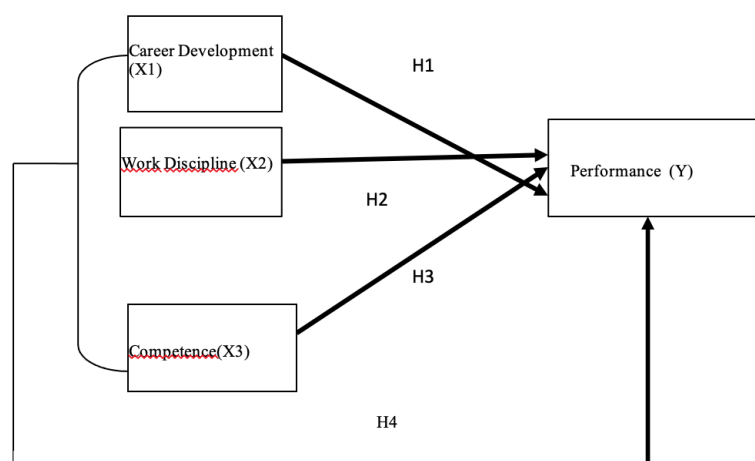 Career Development
(X1)
H1
Work Discipline (X2)
Performance (Y)
H2
H3
Competence(X3)
H4